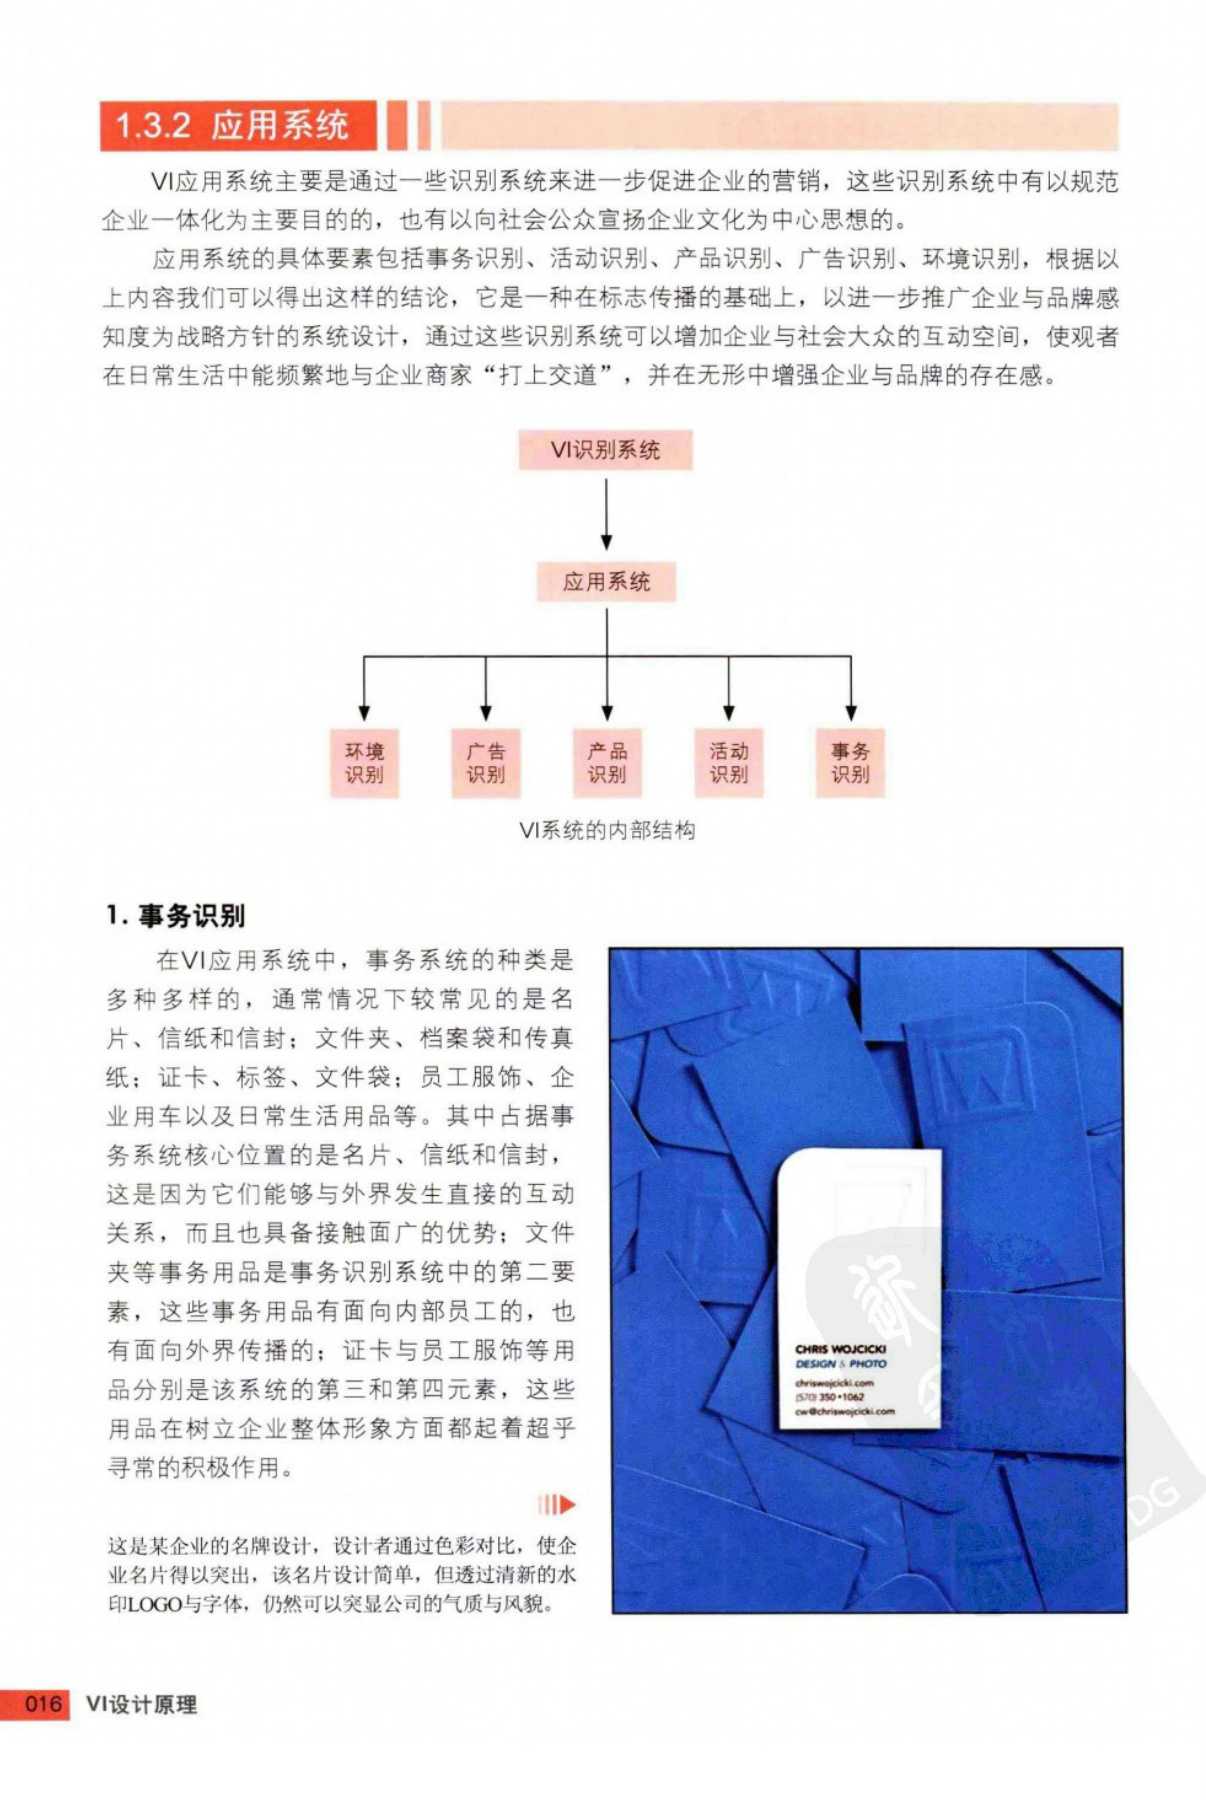 1.3.2 应用系统
VI应用系统主要是通过一些识别系统来进一步促进企业的营销，这些识别系统中有以规范
企业一体化为主要目的的，也有以向社会公众宣扬企业文化为中心思想的。
应用系统的具体要素包括事务识别、活动识别、产品识别、广告识别、环境识别，根据以
上内容我们可以得出这样的结论，它是一种在标志传播的基础上，以进一步推广企业与品牌感
知度为战略方针的系统设计，通过这些识别系统可以增加企业与社会大众的互动空间，使观者
在日常生活中能频繁地与企业商家“打上交道”，并在无形中增强企业与品牌的存在感。
VI识别系统
应用系统
环境
识别
广告
识别
产品
识别
活动
识别
事务
识别
VI系统的内部结构
1. 事务识别
在VI应用系统中，事务系统的种类是
多种多样的，通常情况下较常见的是名
片、信纸和信封；文件夹、档案袋和传真
纸；证卡、标签、文件袋；员工服饰、企
业用车以及日常生活用品等。其中占据事
务系统核心位置的是名片、信纸和信封，
这是因为它们能够与外界发生直接的互动
关系，而且也具备接触面广的优势；文件
夹等事务用品是事务识别系统中的第二要
素，这些事务用品有面向内部员工的，也
有面向外界传播的；证卡与员工服饰等用
品分别是该系统的第三和第四元素，这些
用品在树立企业整体形象方面都起着超乎
寻常的积极作用。
这是某企业的名牌设计，设计者通过色彩对比，使企
业名片得以突出，该名片设计简单，但透过清新的水
印LOGO与字体，仍然可以突显公司的气质与风貌。
CHRIS WOJCICKI
DESIGN & PHOTO
chriswojcicki.com
(570) 350•1062
cw@chriswojcicki.com
DG
016 VI设计原理